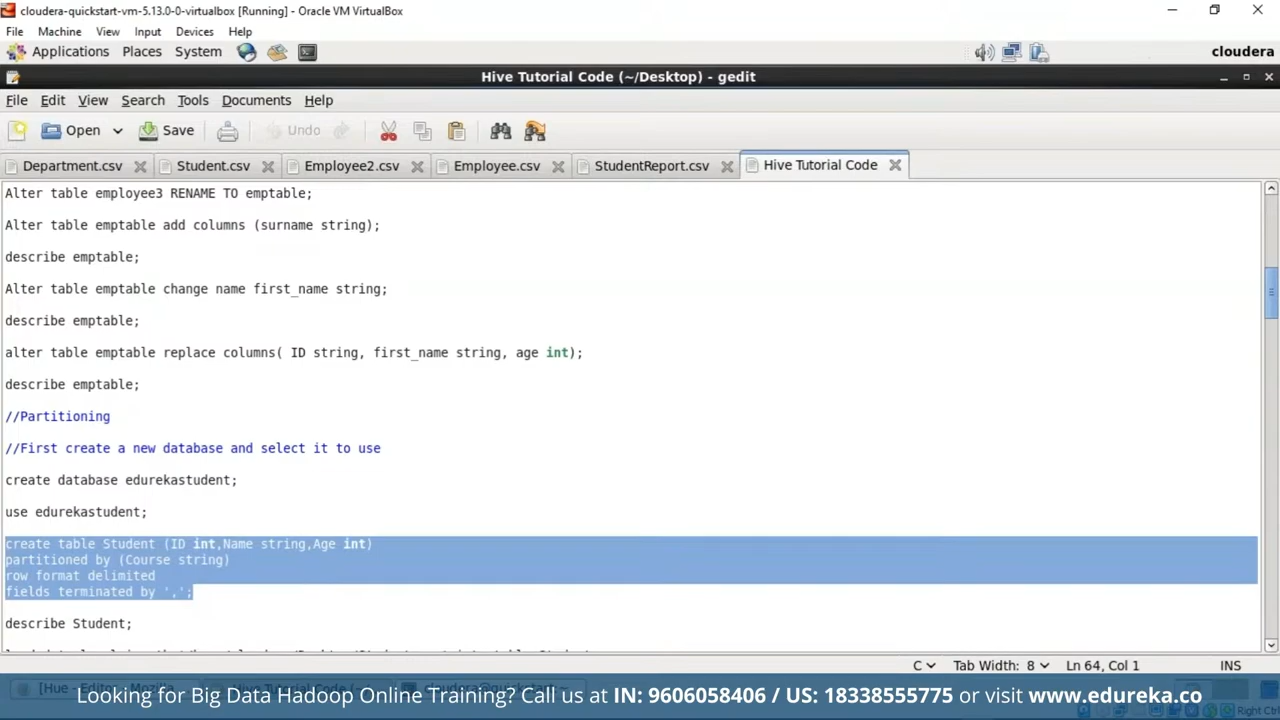 cloudera-quickstart-vm-5.13.0-0-virtualbox [Running] - Oracle VM VirtualBox
File Machine View Input Devices Help
Applications Places System cloudera
Hive Tutorial Code (~/Desktop) - gedit
File Edit View Search Tools Documents Help
Open Save Undo
Department.csv Student.csv Employee2.csv Employee.csv StudentReport.csv Hive Tutorial Code
Alter table employee3 RENAME TO emptable;
Alter table emptable add columns (surname string);
describe emptable;
Alter table emptable change name first_name string;
describe emptable;
alter table emptable replace columns( ID string, first_name string, age int);
describe emptable;
//Partitioning
//First create a new database and select it to use
create database edurekastudent;
use edurekastudent;
create table Student (ID int,Name string,Age int)
partitioned by (Course string)
row format delimited
fields terminated by ',';
describe Student;
C Tab Width: 8 Ln 64, Col 1 INS
Looking for Big Data Hadoop Online Training? Call us at IN: 9606058406 / US: 18338555775 or visit www.edureka.co
Right Ctrl